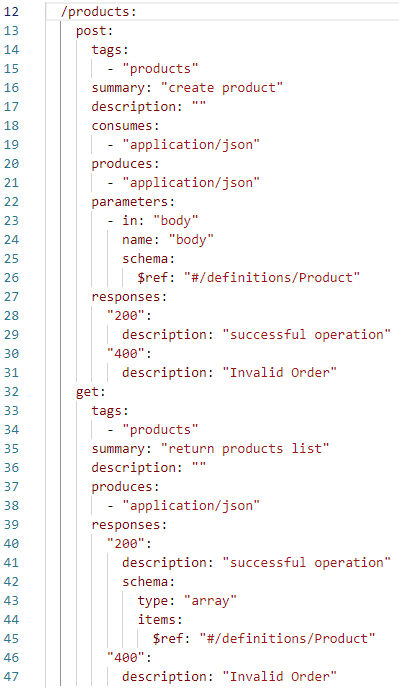 12 /products:
13 post:
14 tags:
15 - "products"
16 summary: "create product"
17 description: ""
18 consumes:
19 - "application/json"
20 produces:
21 - "application/json"
22 parameters:
23 - in: "body"
24 name: "body"
25 schema:
26 $ref: "#/definitions/Product"
27 responses:
28 "200":
29 description: "successful operation"
30 "400":
31 description: "Invalid Order"
32 get:
33 tags:
34 - "products"
35 summary: "return products list"
36 description: ""
37 produces:
38 - "application/json"
39 responses:
40 "200":
41 description: "successful operation"
42 schema:
43 type: "array"
44 items:
45 $ref: "#/definitions/Product"
46 "400":
47 description: "Invalid Order"